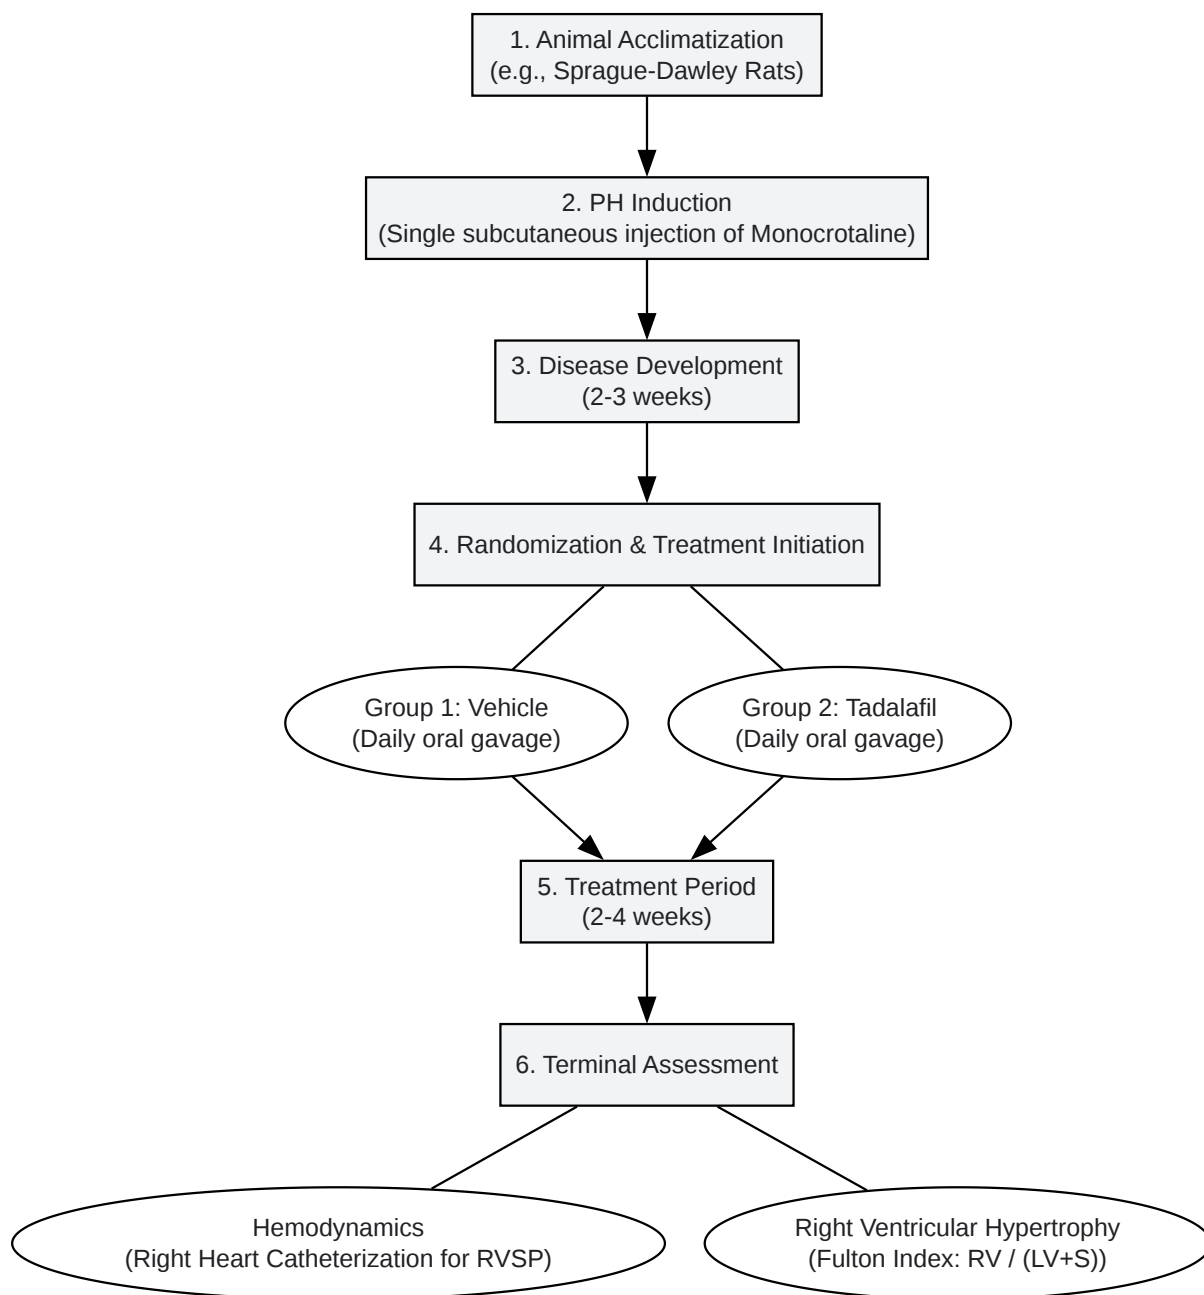 1. Animal Acclimatization
(e.g., Sprague-Dawley Rats)
2. PH Induction
(Single subcutaneous injection of Monocrotaline)
3. Disease Development
(2-3 weeks)
4. Randomization & Treatment Initiation
Group 1: Vehicle
(Daily oral gavage)
Group 2: Tadalafil
(Daily oral gavage)
5. Treatment Period
(2-4 weeks)
6. Terminal Assessment
Hemodynamics
(Right Heart Catheterization for RVSP)
Right Ventricular Hypertrophy
(Fulton Index: RV / (LV+S))